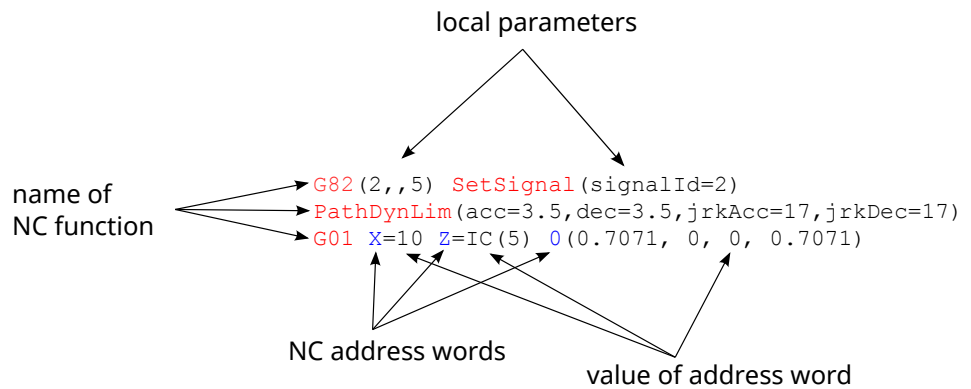 local parameters
name of
NC function
G82(2,,5) SetSignal(signalId=2)
PathDynLim(acc=3.5,dec=3.5,jrkAcc=17,jrkDec=17)
G01 X=10 Z=IC(5) 0(0.7071, 0, 0, 0.7071)
NC address words
value of address word